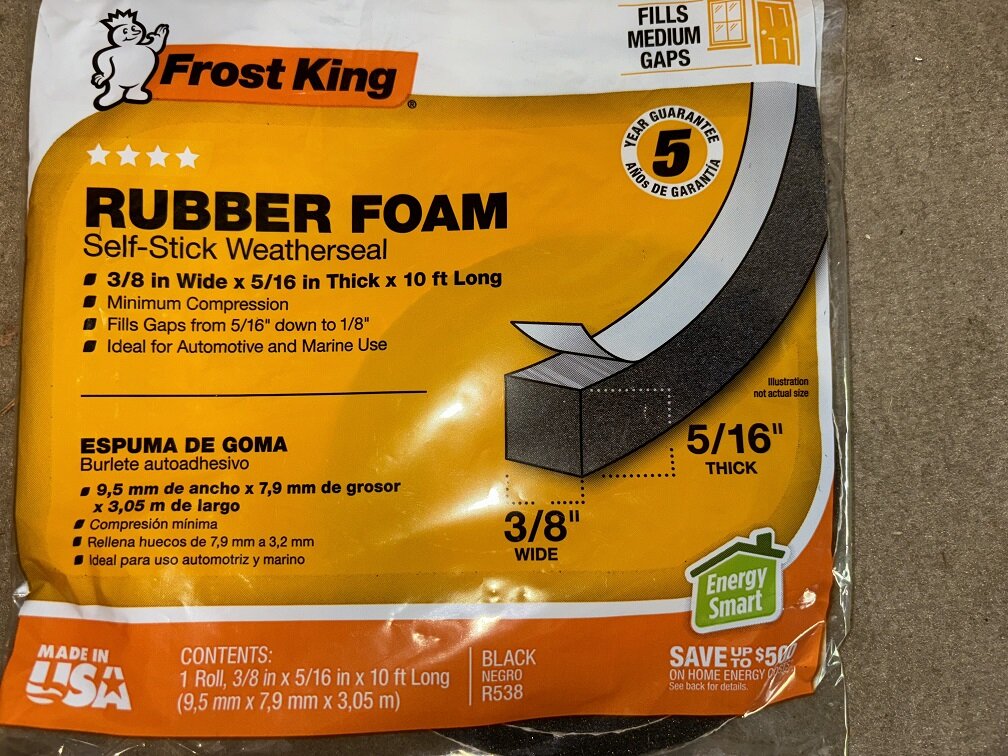 FILLS
MEDIUM
GAPS
Frost King®
YEAR GUARANTEE
5
AÑOS DE GARANTÍA
RUBBER FOAM
Self-Stick Weatherseal
3/8 in Wide x 5/16 in Thick x 10 ft Long
Minimum Compression
Fills Gaps from 5/16" down to 1/8"
Ideal for Automotive and Marine Use
Illustration
not actual size
5/16"
THICK
3/8"
WIDE
ESPUMA DE GOMA
Burlete autoadhesivo
9,5 mm de ancho x 7,9 mm de grosor
x 3,05 m de largo
Compresión mínima
Rellena huecos de 7,9 mm a 3,2 mm
Ideal para uso automotriz y marino
Energy
Smart
MADE IN
USA
CONTENTS:
1 Roll, 3/8 in x 5/16 in x 10 ft Long
(9,5 mm x 7,9 mm x 3,05 m)
BLACK
NEGRO
R538
SAVE UP TO $500
ON HOME ENERGY
See back for details.